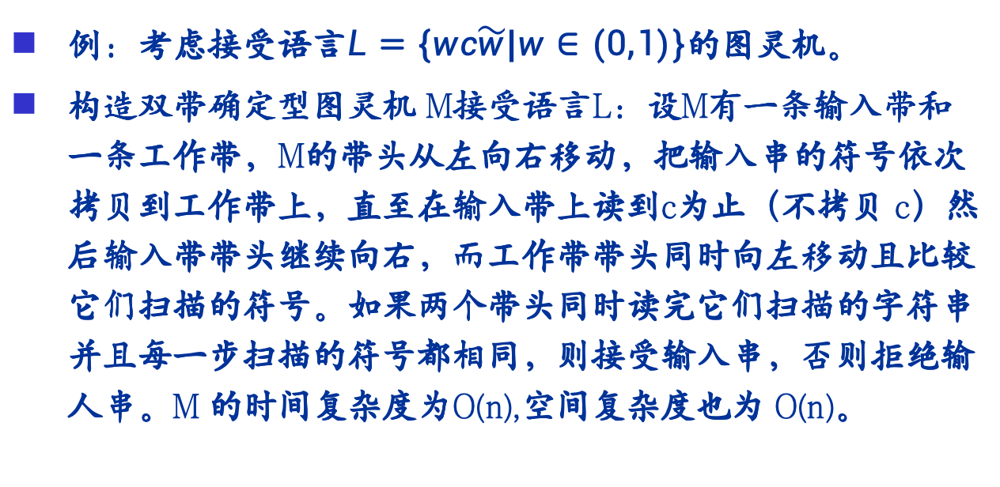 ■ 例：考虑接受语言L = {wcw̃|w ∈ (0,1)}的图灵机。
■ 构造双带确定型图灵机 M接受语言L：设M有一条输入带和
一条工作带，M的带头从左向右移动，把输入串的符号依次
拷贝到工作带上，直至在输入带上读到c为止（不拷贝 c）然
后输入带带头继续向右，而工作带带头同时向左移动且比较
它们扫描的符号。如果两个带头同时读完它们扫描的字符串
并且每一步扫描的符号都相同，则接受输入串，否则拒绝输
人串。M 的时间复杂度为O(n),空间复杂度也为 O(n)。